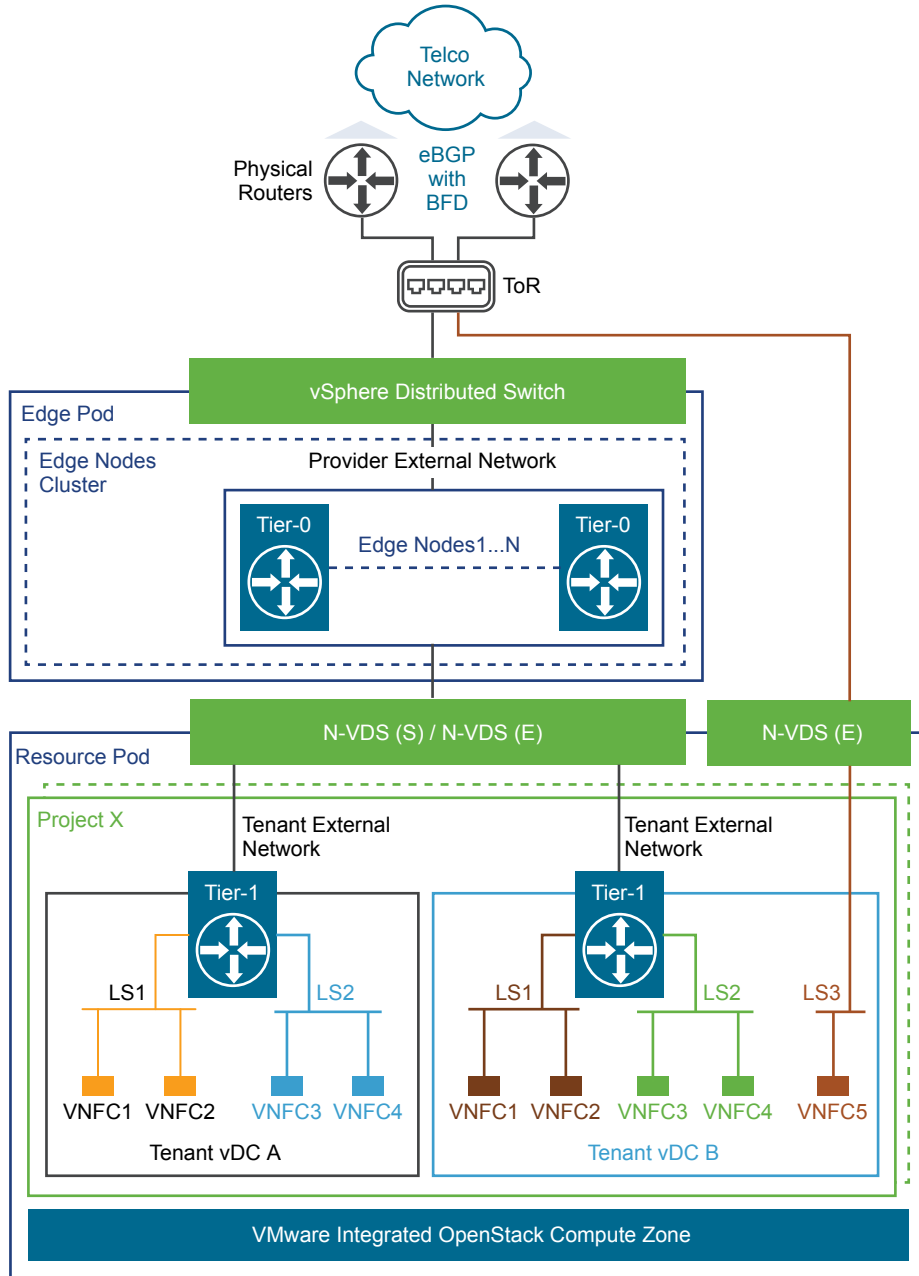 Telco
Network
Physical
Routers
eBGP
with
BFD
ToR
vSphere Distributed Switch
Edge Pod
Edge Nodes
Cluster
Provider External Network
Tier-0
Edge Nodes1...N
Tier-0
N-VDS (S) / N-VDS (E)
N-VDS (E)
Resource Pod
Project X
Tenant External
Network
Tenant External
Network
Tier-1
Tier-1
LS1
LS2
LS1
LS2
LS3
VNFC1
VNFC2
VNFC3
VNFC4
VNFC1
VNFC2
VNFC3
VNFC4
VNFC5
Tenant vDC A
Tenant vDC B
VMware Integrated OpenStack Compute Zone